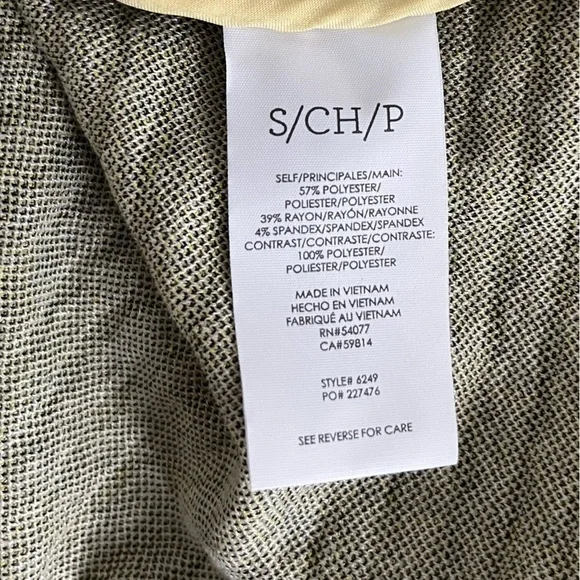 S/CH/P
SELF/PRINCIPALES/MAIN:
57% POLYESTER/
POLIESTER/POLYESTER
39% RAYON/RAYÓN/RAYONNE
4% SPANDEX/SPANDEX/SPANDEX
CONTRAST/CONTRASTE/CONTRASTE:
100% POLYESTER/
POLIESTER/POLYESTER
MADE IN VIETNAM
HECHO EN VIETNAM
FABRIQUÉ AU VIETNAM
RN#54077
CA#59814
STYLE# 6249
PO# 227476
SEE REVERSE FOR CARE